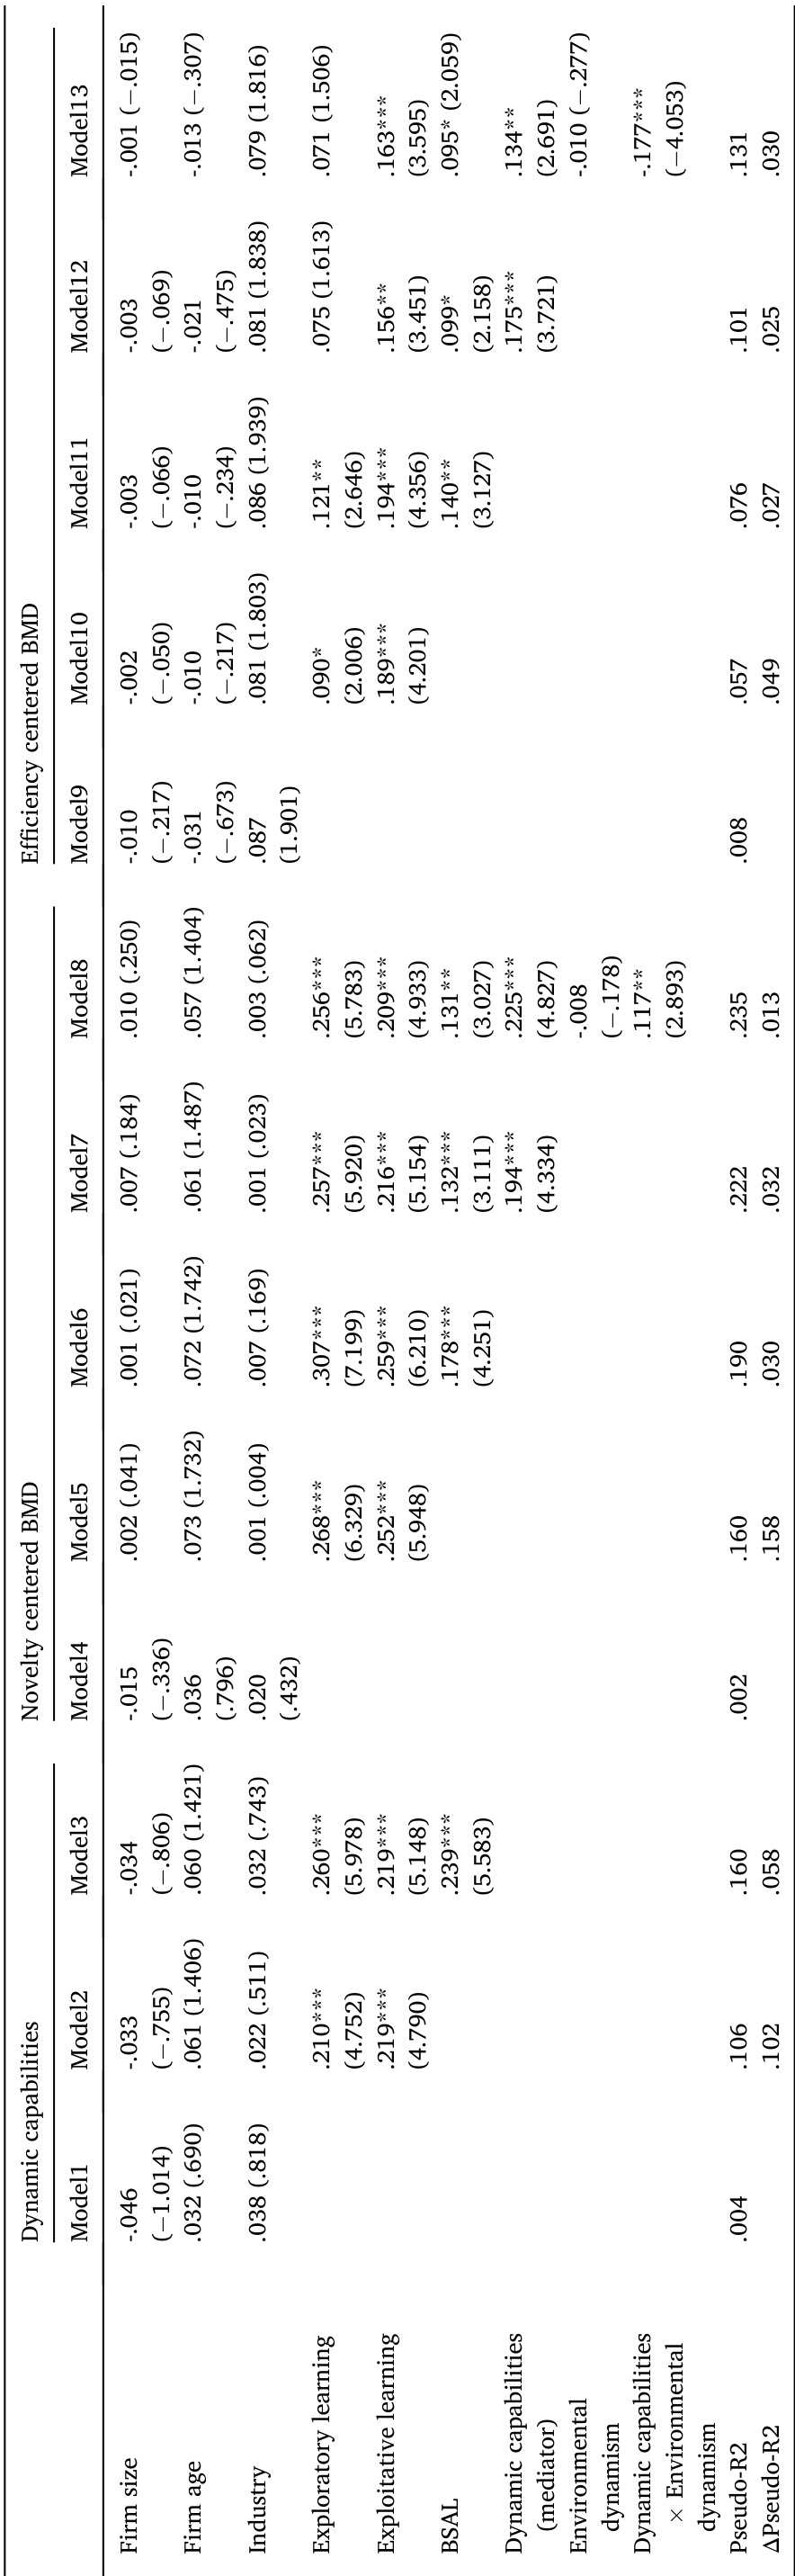 Dynamic capabilities Novelty centered BMD Efficiency centered BMD
Model1 Model2 Model3 Model4 Model5 Model6 Model7 Model8 Model9 Model10 Model11 Model12 Model13
Firm size -.046 -.033 -.034 -.015 .002 (.041) .001 (.021) .007 (.184) .010 (.250) -.010 -.002 -.003 -.003 -.001 (−.015)
(−1.014) (−.755) (−.806) (−.336) (−.217) (−.050) (−.066) (−.069)
Firm age .032 (.690) .061 (1.406) .060 (1.421) .036 .073 (1.732) .072 (1.742) .061 (1.487) .057 (1.404) -.031 -.010 -.010 -.021 -.013 (−.307)
(.796) (−.673) (−.217) (−.234) (−.475)
Industry .038 (.818) .022 (.511) .032 (.743) .020 .001 (.004) .007 (.169) .001 (.023) .003 (.062) .087 .081 (1.803) .086 (1.939) .081 (1.838) .079 (1.816)
(.432) (1.901)
Exploratory learning .210*** .260*** .268*** .307*** .257*** .256*** .090* .121** .075 (1.613) .071 (1.506)
(4.752) (5.978) (6.329) (7.199) (5.920) (5.783) (2.006) (2.646)
Exploitative learning .219*** .219*** .252*** .259*** .216*** .209*** .189*** .194*** .156** .163***
(4.790) (5.148) (5.948) (6.210) (5.154) (4.933) (4.201) (4.356) (3.451) (3.595)
BSAL .239*** .178*** .132*** .131** .140** .099* .095* (2.059)
(5.583) (4.251) (3.111) (3.027) (3.127) (2.158)
Dynamic capabilities .194*** .225*** .175*** .134**
(mediator) (4.334) (4.827) (3.721) (2.691)
Environmental -.008 -.010 (−.277)
dynamism (−.178)
Dynamic capabilities .117** -.177***
× Environmental (2.893) (−4.053)
dynamism
Pseudo-R2 .004 .106 .160 .002 .160 .190 .222 .235 .008 .057 .076 .101 .131
ΔPseudo-R2 .102 .058 .158 .030 .032 .013 .049 .027 .025 .030